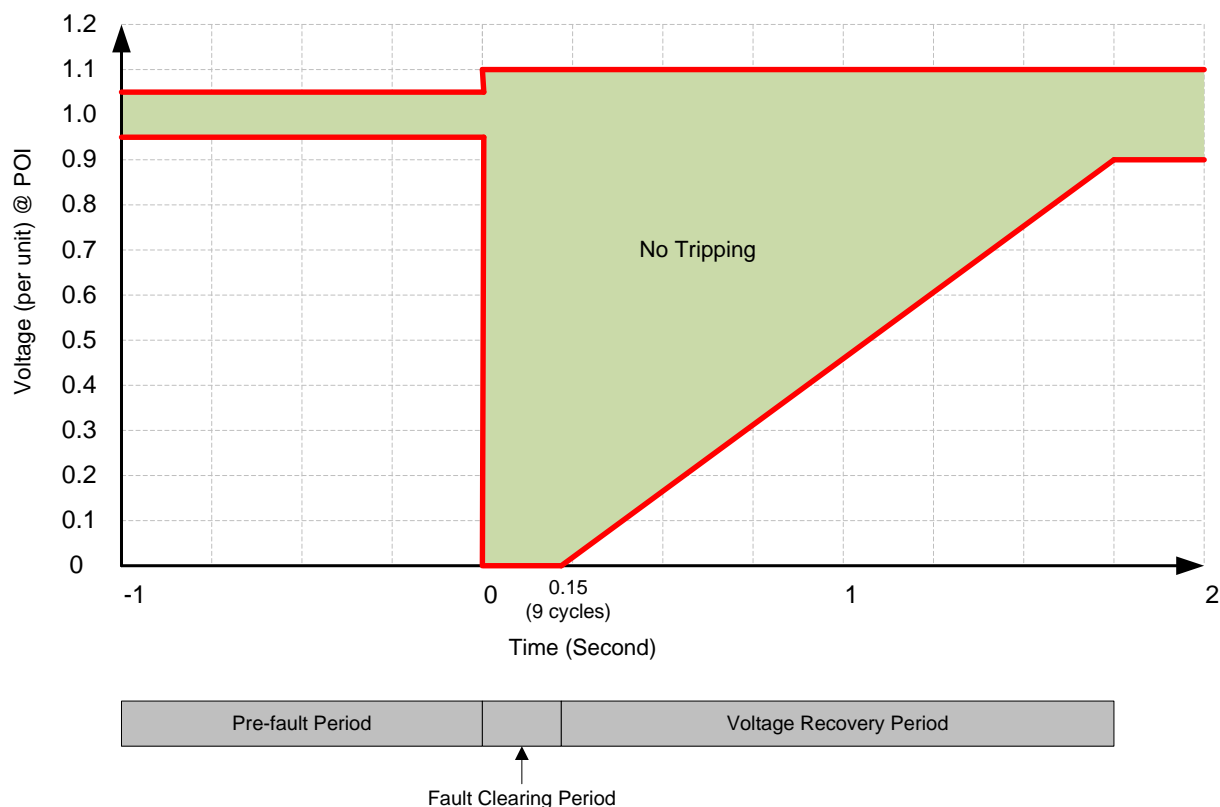 1.2
1.1
1.0
0.9
0.8
0.7
0.6
0.5
0.4
0.3
0.2
0.1
0
Voltage (per unit) @ POI
No Tripping
-1
0
0.15
(9 cycles)
1
2
Time (Second)
Pre-fault Period
Voltage Recovery Period
Fault Clearing Period